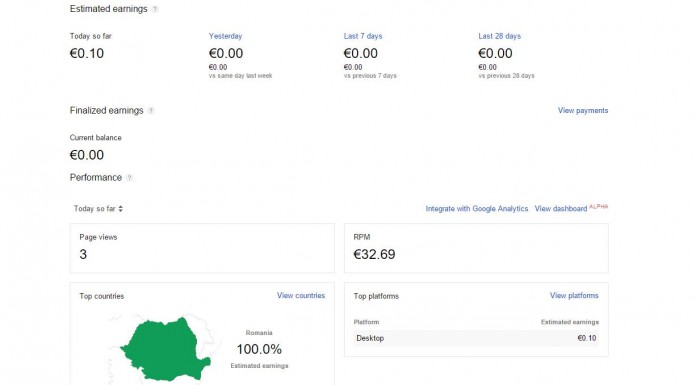 Estimated earnings ?
Today so far
Yesterday
Last 7 days
Last 28 days
€0.10
€0.00
€0.00
€0.00
€0.00
€0.00
€0.00
vs same day last week
vs previous 7 days
vs previous 28 days
Finalized earnings ?
View payments
Current balance
€0.00
Performance ?
Today so far
Integrate with Google Analytics
View dashboard ALPHA
Page views
3
RPM
€32.69
Top countries
View countries
Romania
100.0%
Estimated earnings
Top platforms
View platforms
Platform
Estimated earnings
Desktop
€0.10